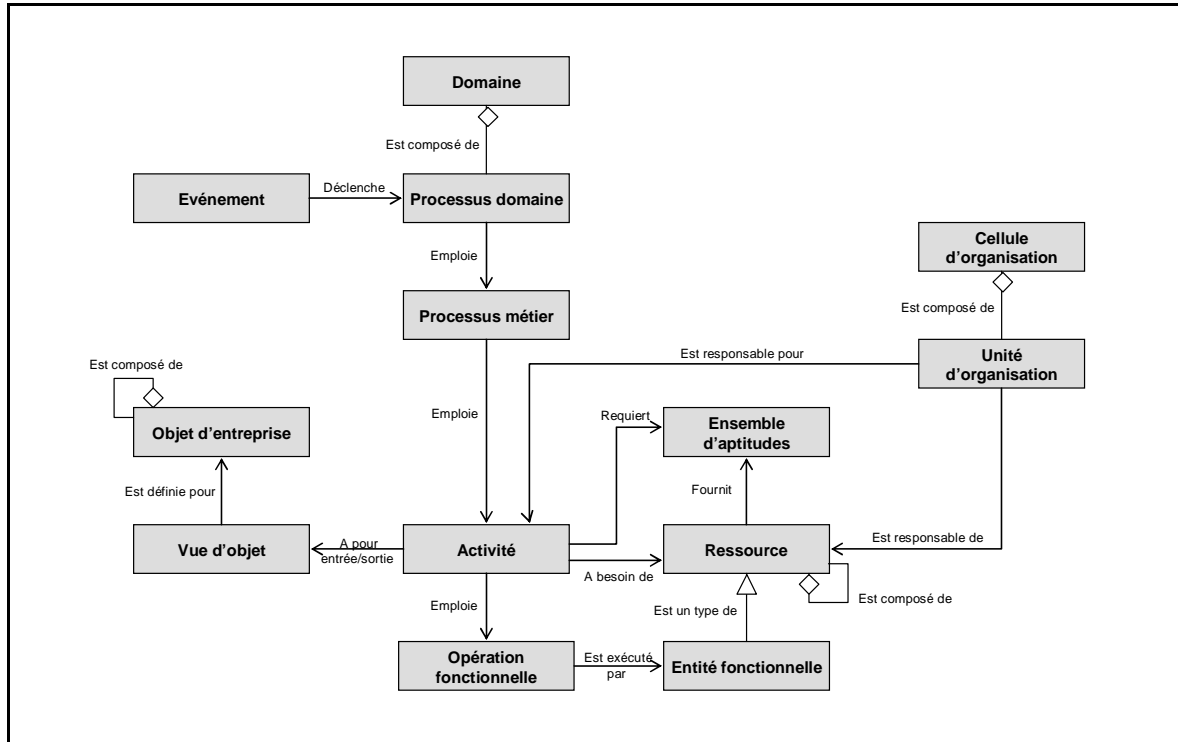 Domaine
Est composé de
Evénement
Déclenche
Processus domaine
Cellule
d'organisation
Emploie
Est composé de
Processus métier
Est responsable pour
Unité
d'organisation
Est composé de
Emploie
Requiert
Objet d'entreprise
Ensemble
d'aptitudes
Est définie pour
Fournit
Vue d'objet
A pour
entrée/sortie
Activité
Ressource
Est responsable de
A besoin de
Est composé de
Emploie
Est un type de
Opération
fonctionnelle
Est exécuté
par
Entité fonctionnelle